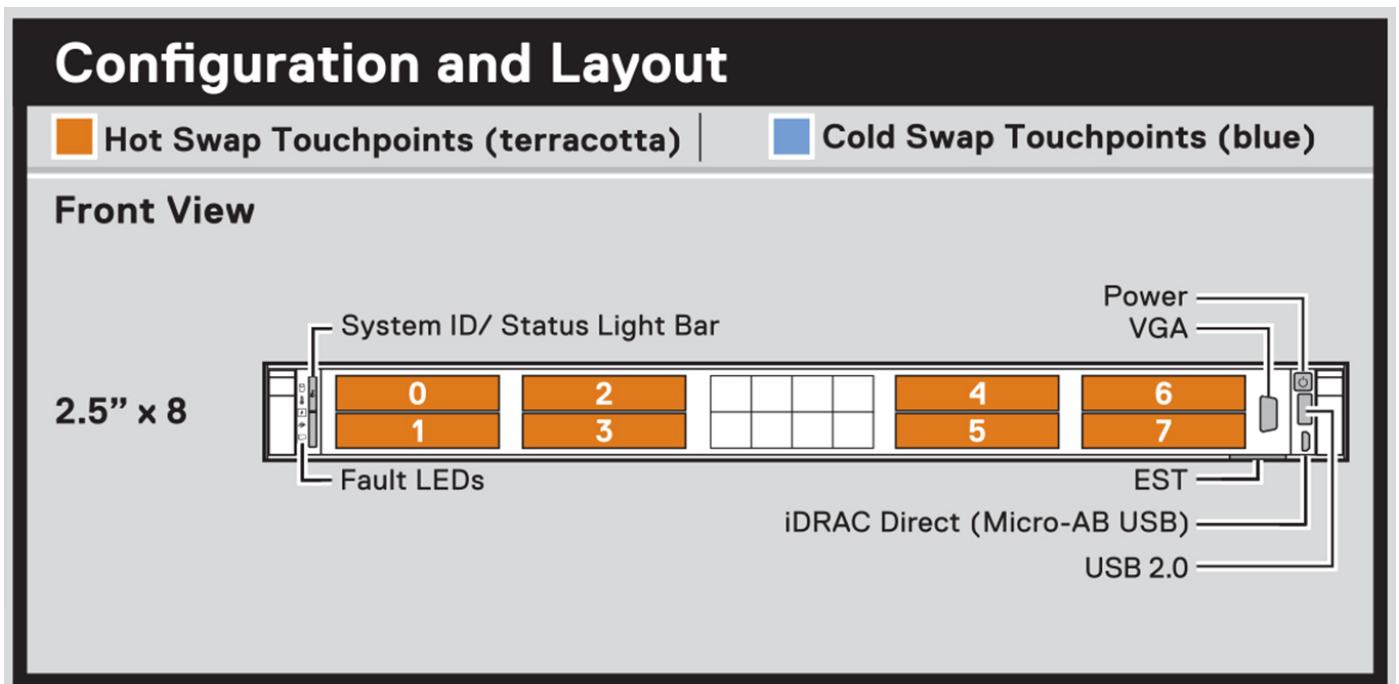 Configuration and Layout
Hot Swap Touchpoints (terracotta)
Cold Swap Touchpoints (blue)
Front View
Power
System ID/ Status Light Bar
VGA
2.5” x 8
0 2 4 6
1 3 5 7
Fault LEDs
EST
iDRAC Direct (Micro-AB USB)
USB 2.0